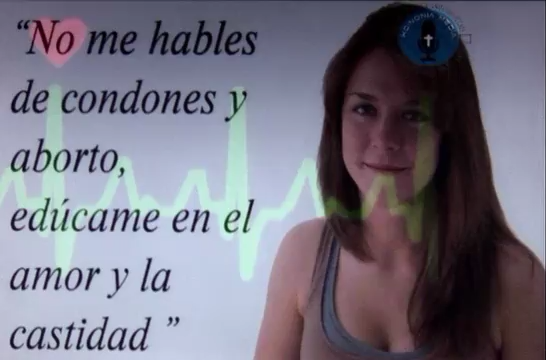 “No me hables
de condones y
aborto,
edúcame en el
amor y la
castidad ”